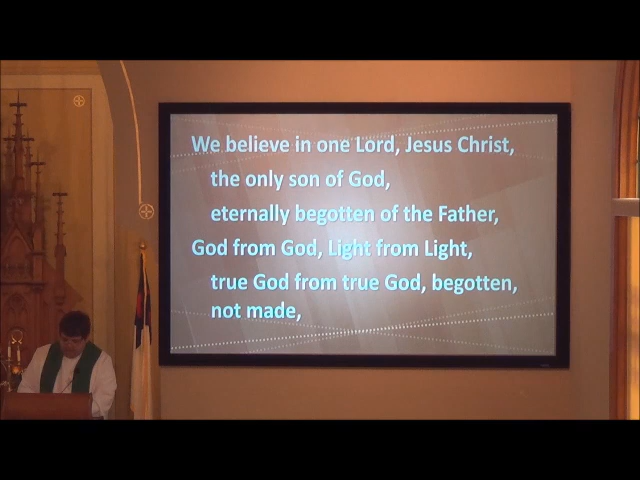 We believe in one Lord, Jesus Christ,
the only son of God,
eternally begotten of the Father,
God from God, Light from Light,
true God from true God, begotten,
not made,